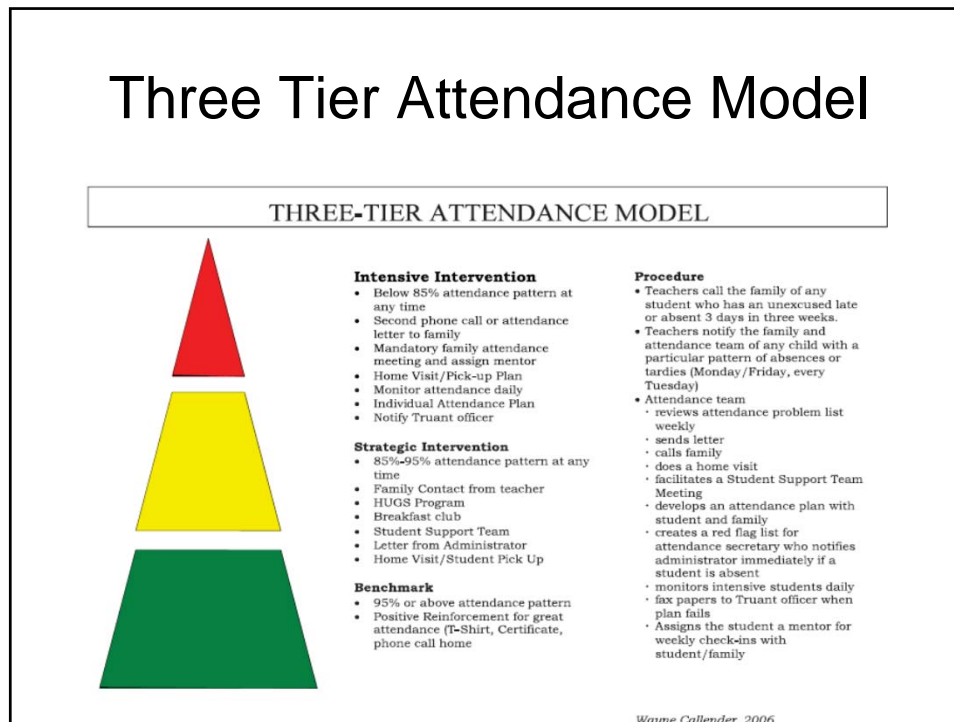 Three Tier Attendance Model
THREE-TIER ATTENDANCE MODEL
Intensive Intervention
• Below 85% attendance pattern at
any time
• Second phone call or attendance
letter to family
• Mandatory family attendance
meeting and assign mentor
• Home Visit/Pick-up Plan
• Monitor attendance daily
• Individual Attendance Plan
• Notify Truant officer
Strategic Intervention
• 85%-95% attendance pattern at any
time
• Family Contact from teacher
• HUGS Program
• Breakfast club
• Student Support Team
• Letter from Administrator
• Home Visit/Student Pick Up
Benchmark
• 95% or above attendance pattern
• Positive Reinforcement for great
attendance (T-Shirt, Certificate,
phone call home
Procedure
• Teachers call the family of any
student who has an unexcused late
or absent 3 days in three weeks.
• Teachers notify the family and
attendance team of any child with a
particular pattern of absences or
tardies (Monday/Friday, every
Tuesday)
• Attendance team
· reviews attendance problem list
weekly
· sends letter
· calls family
· does a home visit
· facilitates a Student Support Team
Meeting
· develops an attendance plan with
student and family
· creates a red flag list for
attendance secretary who notifies
administrator immediately if a
student is absent
· monitors intensive students daily
· fax papers to Truant officer when
plan fails
· Assigns the student a mentor for
weekly check-ins with
student/family
Wayne Callender, 2006